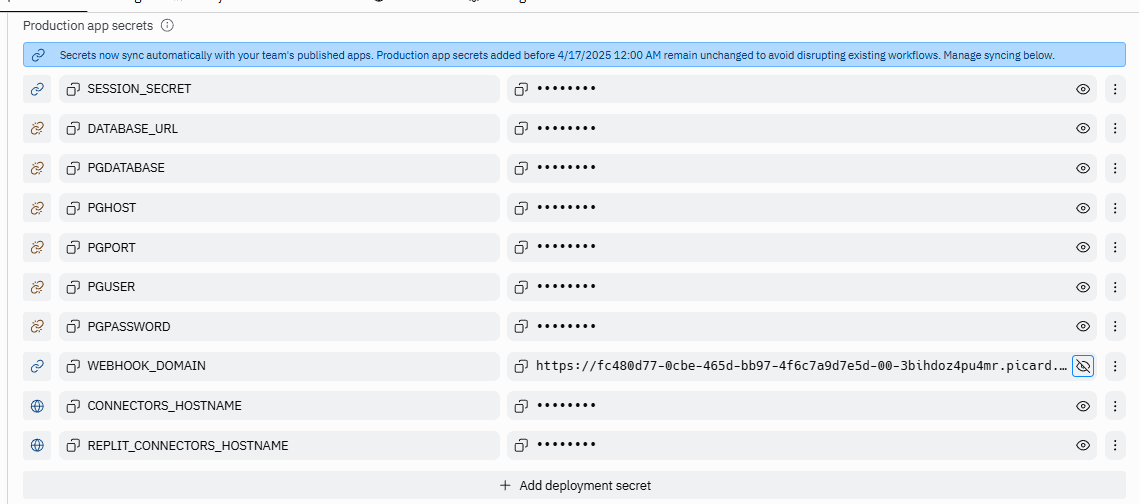 Production app secrets
Secrets now sync automatically with your team's published apps. Production app secrets added before 4/17/2025 12:00 AM remain unchanged to avoid disrupting existing workflows. Manage syncing below.
SESSION_SECRET ••••••••
DATABASE_URL ••••••••
PGDATABASE ••••••••
PGHOST ••••••••
PGPORT ••••••••
PGUSER ••••••••
PGPASSWORD ••••••••
WEBHOOK_DOMAIN https://fc480d77-0cbe-465d-bb97-4f6c7a9d7e5d-00-3bihdoz4pu4mr.picard.…
CONNECTORS_HOSTNAME ••••••••
REPLIT_CONNECTORS_HOSTNAME ••••••••
+ Add deployment secret